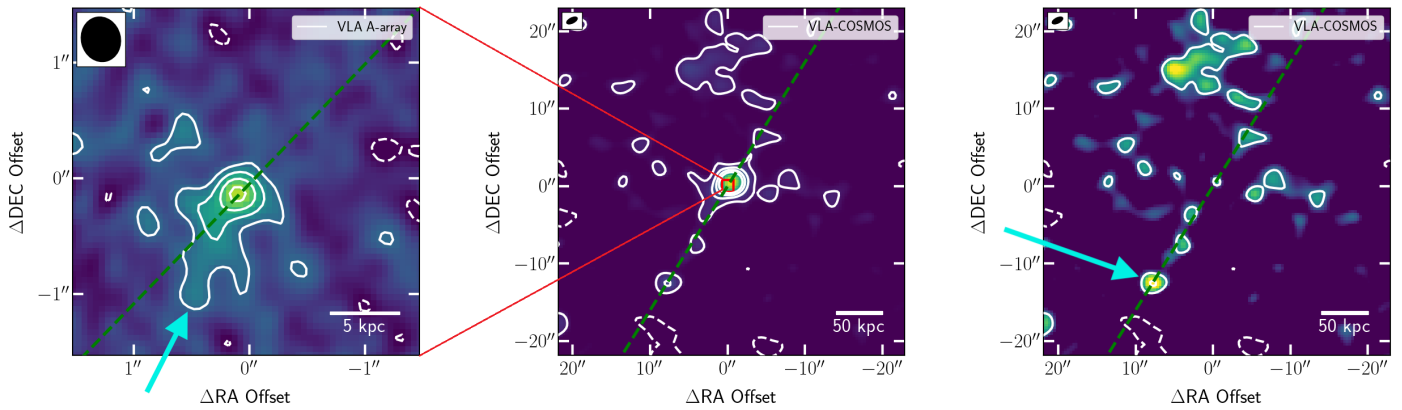 VLA A-array
1″
0″
−1″
ΔDEC Offset
5 kpc
1″
0″
−1″
ΔRA Offset
VLA-COSMOS
20″
10″
0″
−10″
−20″
ΔDEC Offset
50 kpc
20″
10″
0″
−10″
−20″
ΔRA Offset
VLA-COSMOS
20″
10″
0″
−10″
−20″
ΔDEC Offset
50 kpc
20″
10″
0″
−10″
−20″
ΔRA Offset